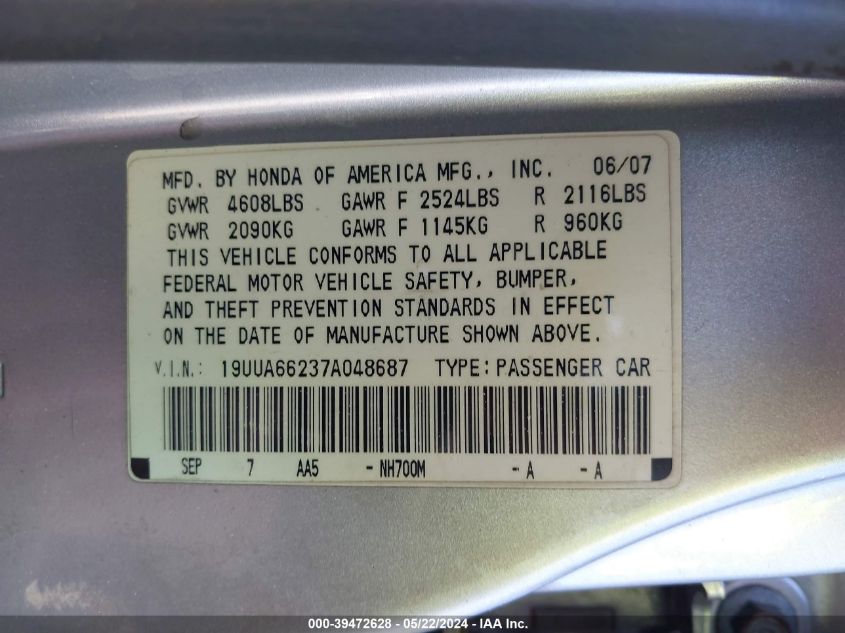 MFD. BY HONDA OF AMERICA MFG., INC. 06/07
GVWR 4608LBS GAWR F 2524LBS R 2116LBS
GVWR 2090KG GAWR F 1145KG R 960KG
THIS VEHICLE CONFORMS TO ALL APPLICABLE
FEDERAL MOTOR VEHICLE SAFETY, BUMPER,
AND THEFT PREVENTION STANDARDS IN EFFECT
ON THE DATE OF MANUFACTURE SHOWN ABOVE.
V.I.N.: 19UUA66237A048687 TYPE: PASSENGER CAR
SEP 7 AA5 - NH700M - A - A
000-39472628 - 05/22/2024 - IAA Inc.